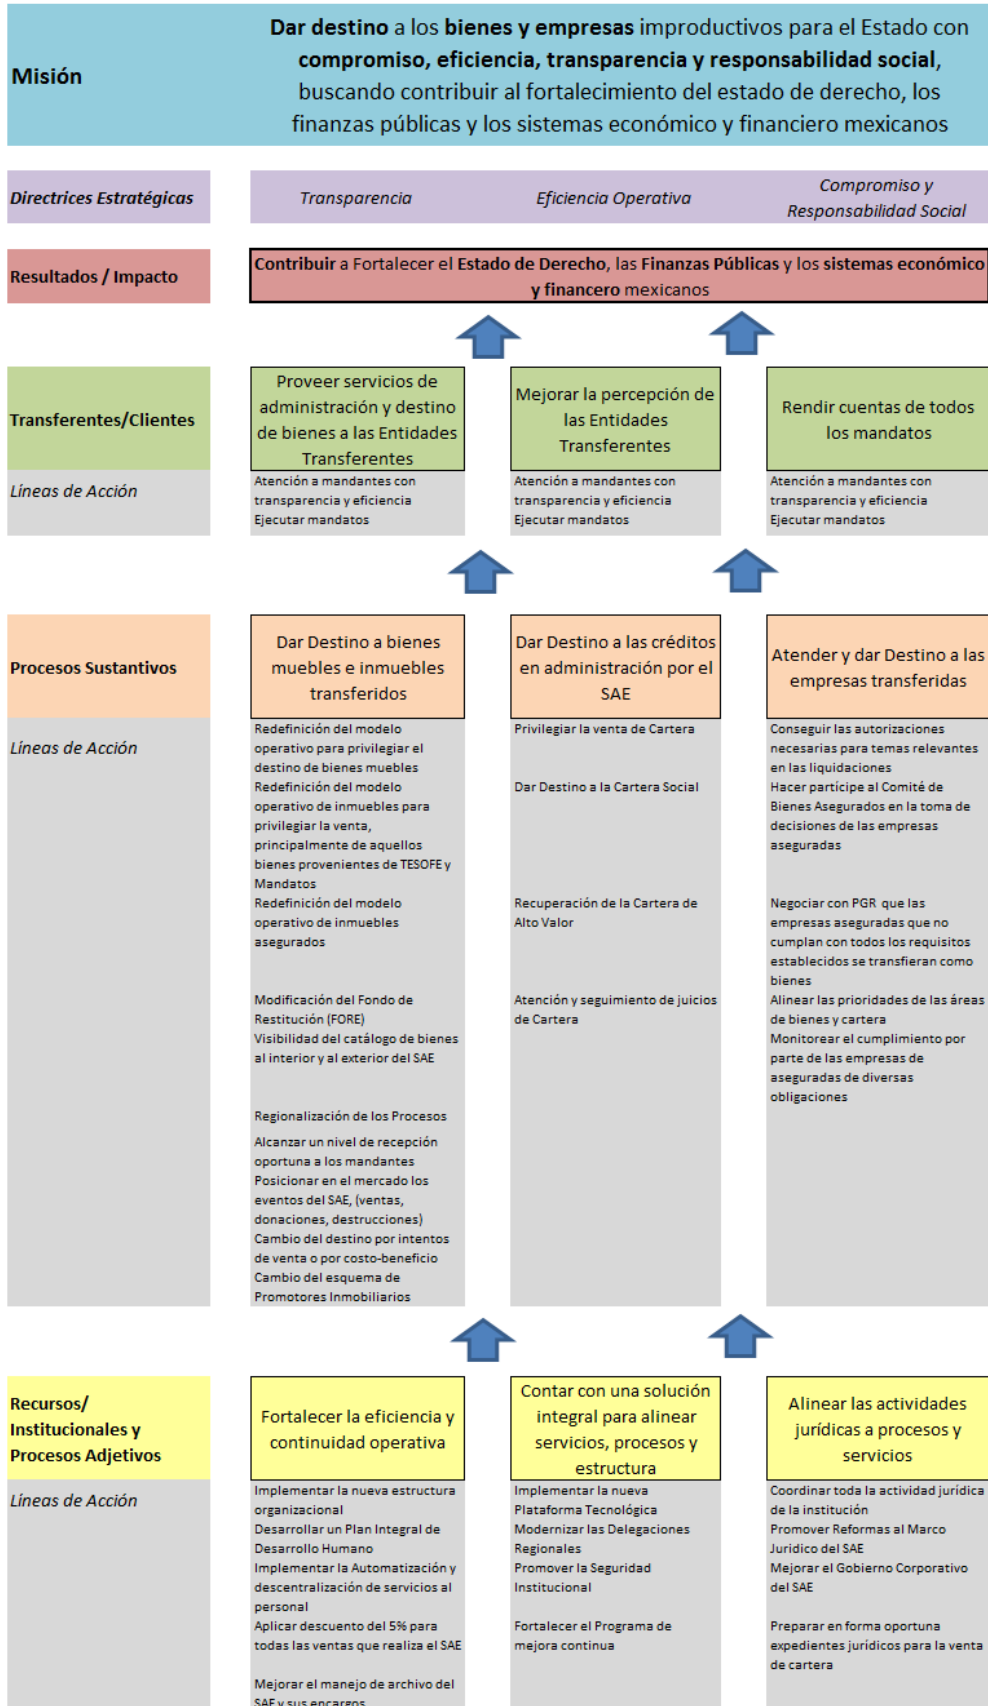 Misión
Dar destino a los bienes y empresas improductivos para el Estado con
compromiso, eficiencia, transparencia y responsabilidad social,
buscando contribuir al fortalecimiento del estado de derecho, los
finanzas públicas y los sistemas económico y financiero mexicanos
Directrices Estratégicas
Transparencia
Eficiencia Operativa
Compromiso y
Responsabilidad Social
Resultados / Impacto
Contribuir a Fortalecer el Estado de Derecho, las Finanzas Públicas y los sistemas económico
y financero mexicanos
Transferentes/Clientes
Proveer servicios de
administración y destino
de bienes a las Entidades
Transferentes
Mejorar la percepción de
las Entidades
Transferentes
Rendir cuentas de todos
los mandatos
Líneas de Acción
Atención a mandantes con
transparencia y eficiencia
Ejecutar mandatos
Atención a mandantes con
transparencia y eficiencia
Ejecutar mandatos
Atención a mandantes con
transparencia y eficiencia
Ejecutar mandatos
Procesos Sustantivos
Dar Destino a bienes
muebles e inmuebles
transferidos
Dar Destino a las créditos
en administración por el
SAE
Atender y dar Destino a las
empresas transferidas
Líneas de Acción
Redefinición del modelo
operativo para privilegiar el
destino de bienes muebles
Redefinición del modelo
operativo de inmuebles para
privilegiar la venta,
principalmente de aquellos
bienes provenientes de TESOFE y
Mandatos
Redefinición del modelo
operativo de inmuebles
asegurados
Modificación del Fondo de
Restitución (FORE)
Visibilidad del catálogo de bienes
al interior y al exterior del SAE
Regionalización de los Procesos
Alcanzar un nivel de recepción
oportuna a los mandantes
Posicionar en el mercado los
eventos del SAE, (ventas,
donaciones, destrucciones)
Cambio del destino por intentos
de venta o por costo-beneficio
Cambio del esquema de
Promotores Inmobiliarios
Privilegiar la venta de Cartera
Dar Destino a la Cartera Social
Recuperación de la Cartera de
Alto Valor
Atención y seguimiento de juicios
de Cartera
Conseguir las autorizaciones
necesarias para temas relevantes
en las liquidaciones
Hacer partícipe al Comité de
Bienes Asegurados en la toma de
decisiones de las empresas
aseguradas
Negociar con PGR que las
empresas aseguradas que no
cumplan con todos los requisitos
establecidos se transfieran como
bienes
Alinear las prioridades de las áreas
de bienes y cartera
Monitorear el cumplimiento por
parte de las empresas de
aseguradas de diversas
obligaciones
Recursos/
Institucionales y
Procesos Adjetivos
Fortalecer la eficiencia y
continuidad operativa
Contar con una solución
integral para alinear
servicios, procesos y
estructura
Alinear las actividades
jurídicas a procesos y
servicios
Líneas de Acción
Implementar la nueva estructura
organizacional
Desarrollar un Plan Integral de
Desarrollo Humano
Implementar la Automatización y
descentralización de servicios al
personal
Aplicar descuento del 5% para
todas las ventas que realiza el SAE
Mejorar el manejo de archivo del
SAE y sus encargos
Implementar la nueva
Plataforma Tecnológica
Modernizar las Delegaciones
Regionales
Promover la Seguridad
Institucional
Fortalecer el Programa de
mejora continua
Coordinar toda la actividad jurídica
de la institución
Promover Reformas al Marco
Juridico del SAE
Mejorar el Gobierno Corporativo
del SAE
Preparar en forma oportuna
expedientes jurídicos para la venta
de cartera